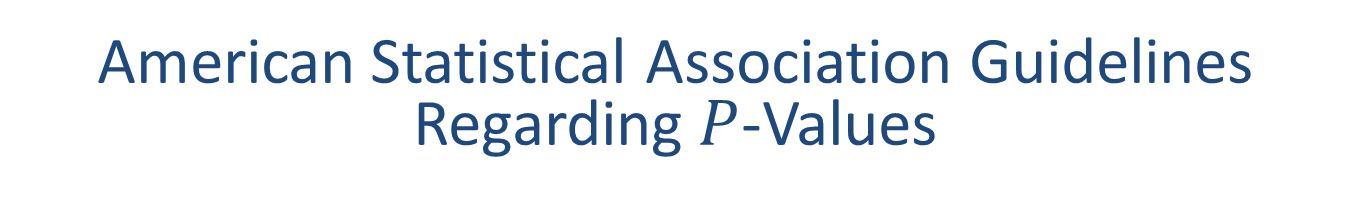 American Statistical Association Guidelines
Regarding P-Values